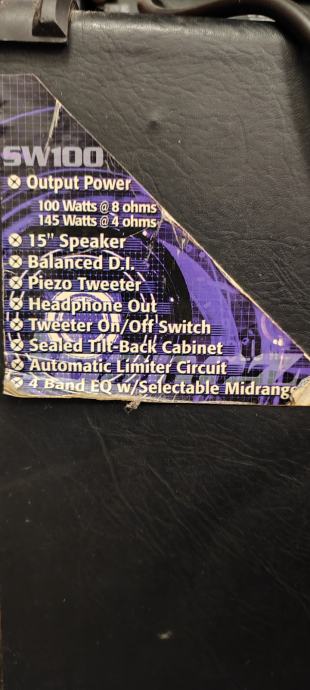 SW100
Output Power
100 Watts @ 8 ohms
145 Watts @ 4 ohms
15" Speaker
Balanced D.I.
Piezo Tweeter
Headphone Out
Tweeter On/Off Switch
Sealed Tilt-Back Cabinet
Automatic Limiter Circuit
4 Band EQ w/Selectable Midrange